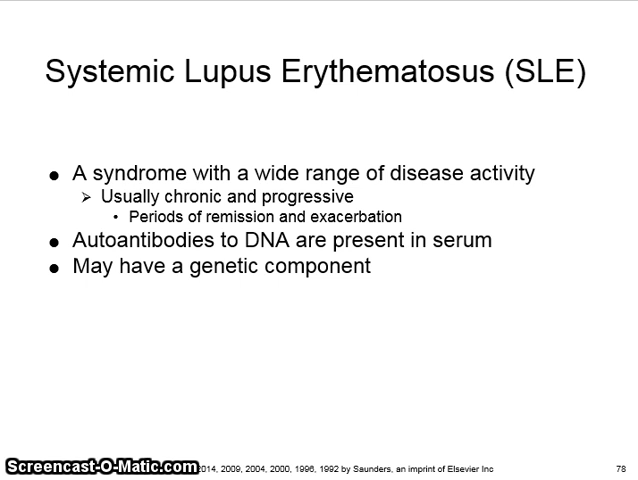 Systemic Lupus Erythematosus (SLE)
● A syndrome with a wide range of disease activity
➢ Usually chronic and progressive
• Periods of remission and exacerbation
● Autoantibodies to DNA are present in serum
● May have a genetic component
Screencast-O-Matic.com 2014, 2009, 2004, 2000, 1996, 1992 by Saunders, an imprint of Elsevier Inc 78